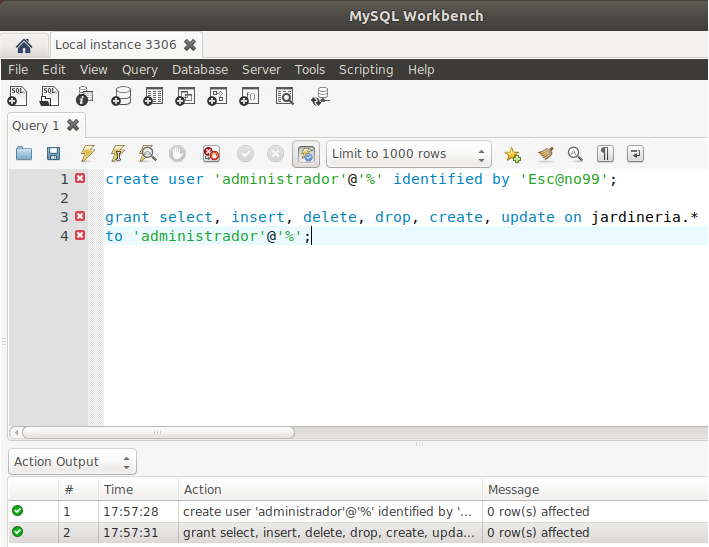 MySQL Workbench
Local instance 3306
File Edit View Query Database Server Tools Scripting Help
Query 1
Limit to 1000 rows
1 create user 'administrador'@'%' identified by 'Esc@no99';
2
3 grant select, insert, delete, drop, create, update on jardineria.*
4 to 'administrador'@'%';
Action Output
# Time Action Message
1 17:57:28 create user 'administrador'@'%' identified by '... 0 row(s) affected
2 17:57:31 grant select, insert, delete, drop, create, upda... 0 row(s) affected